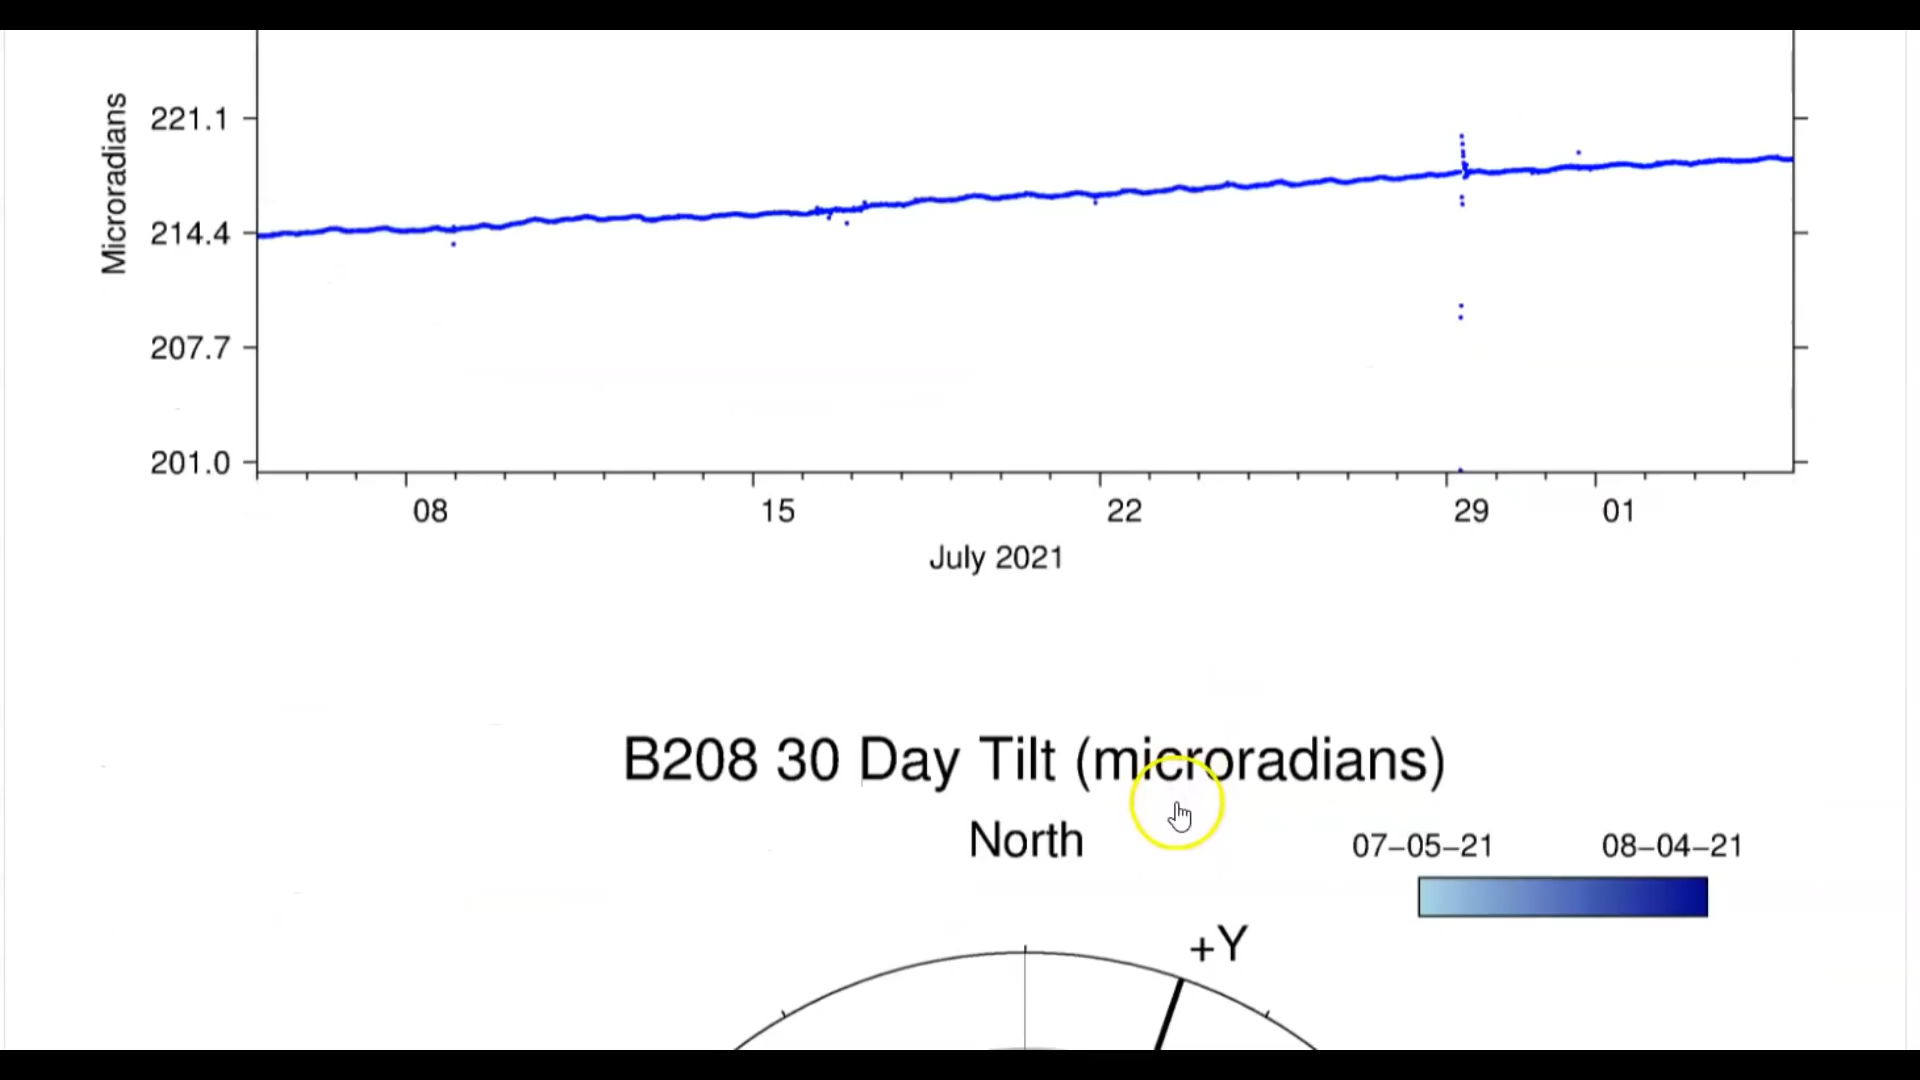 Microradians
221.1
214.4
207.7
201.0
08 15 22 29 01
July 2021
B208 30 Day Tilt (microradians)
North
07–05–21 08–04–21
+Y